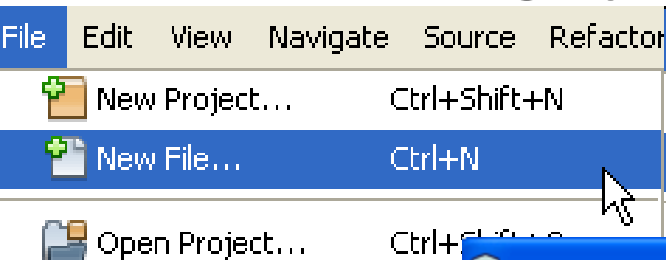 File Edit View Navigate Source Refactor
New Project... Ctrl+Shift+N
New File... Ctrl+N
Open Project...